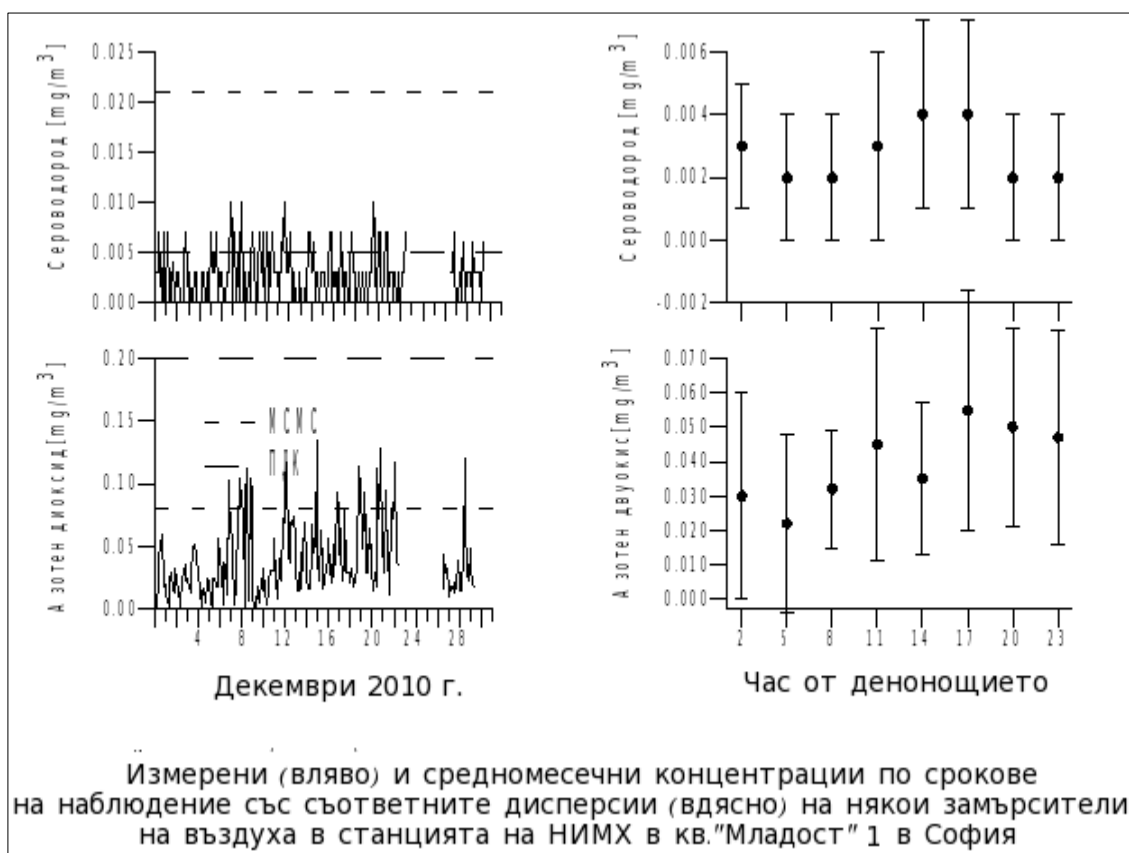 Сероводород [mg/m³]
0.025
0.020
0.015
0.010
0.005
0.000
Сероводород [mg/m³]
0.006
0.004
0.002
0.000
-0.002
Азотен диоксид[mg/m³]
0.20
0.15
0.10
0.05
0.00
МСМС
ПДК
4 8 12 16 20 24 28
Декември 2010 г.
Азотен двуокис[mg/m³]
0.070
0.060
0.050
0.040
0.030
0.020
0.010
0.000
2 5 8 11 14 17 20 23
Час от денонощието
Измерени (вляво) и средномесечни концентрации по срокове
на наблюдение със съответните дисперсии (вдясно) на някои замърсители
на въздуха в станцията на НИМХ в кв."Младост" 1 в София